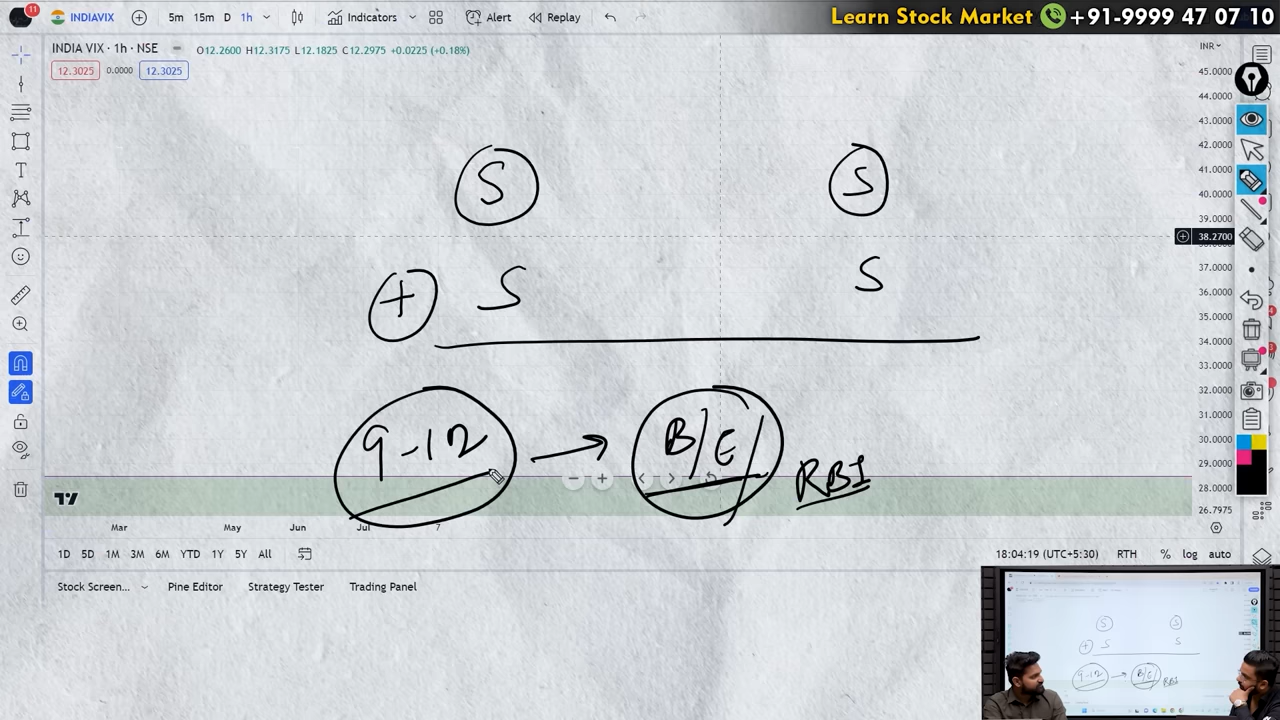 11 INDIAVIX 5m 15m D 1h Indicators Alert Replay
Learn Stock Market +91-9999 47 07 10
INDIA VIX · 1h · NSE O12.2600 H12.3175 L12.1825 C12.2975 +0.0225 (+0.18%)
INR
12.3025 0.0000 12.3025
45.0000
44.0000
43.0000
42.0000
41.0000
40.0000
39.0000
38.2700
37.0000
36.0000
35.0000
34.0000
33.0000
32.0000
31.0000
30.0000
29.0000
28.0000
26.7975
S S
+ S S
9-12 → B/E/ RBI
Mar May Jun Jul 7
1D 5D 1M 3M 6M YTD 1Y 5Y All 18:04:19 (UTC+5:30) RTH % log auto
Stock Screen... Pine Editor Strategy Tester Trading Panel